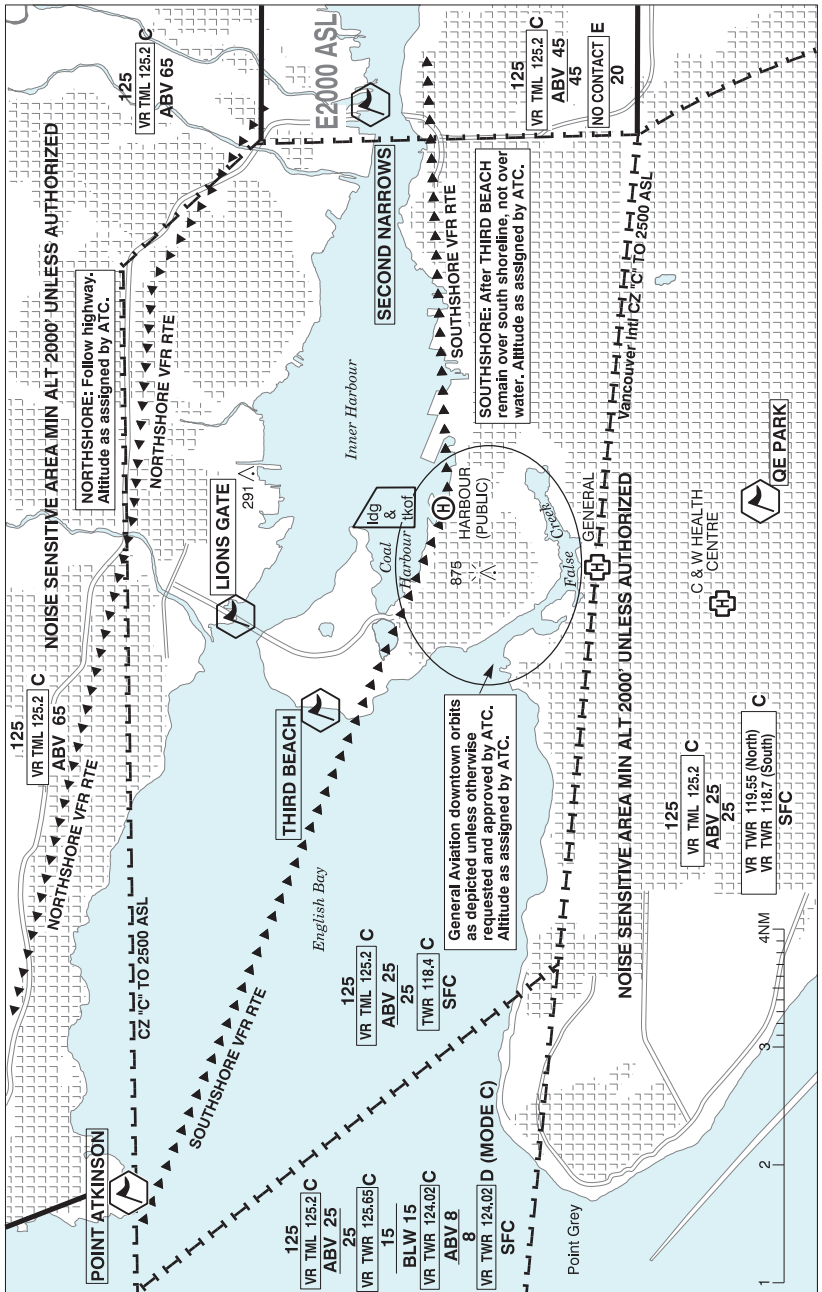 125
VR TML 125.2 C
ABV 65
NORTHSHORE VFR RTE
NOISE SENSITIVE AREA MIN ALT 2000' UNLESS AUTHORIZED
NORTHSHORE: Follow highway.
Altitude as assigned by ATC.
NORTHSHORE VFR RTE
125
VR TML 125.2 C
ABV 65
POINT ATKINSON
CZ "C" TO 2500 ASL
LIONS GATE
291
E2000 ASL
SECOND NARROWS
Inner Harbour
THIRD BEACH
English Bay
SOUTHSHORE VFR RTE
Coal
Harbour
ldg
&
tkof
HARBOUR
(PUBLIC)
875
SOUTHSHORE VFR RTE
SOUTHSHORE: After THIRD BEACH
remain over south shoreline, not over
water. Altitude as assigned by ATC.
125
VR TML 125.2 C
ABV 45
45
NO CONTACT E
20
125
VR TML 125.2 C
ABV 25
25
TWR 118.4 C
SFC
General Aviation downtown orbits
as depicted unless otherwise
requested and approved by ATC.
Altitude as assigned by ATC.
False
Creek
GENERAL
Vancouver Intl CZ "C" TO 2500 ASL
125
VR TML 125.2 C
ABV 25
25
VR TWR 125.65 C
15
BLW 15
VR TWR 124.02 C
ABV 8
8
VR TWR 124.02 D (MODE C)
SFC
Point Grey
NOISE SENSITIVE AREA MIN ALT 2000' UNLESS AUTHORIZED
C & W HEALTH
CENTRE
QE PARK
125
VR TML 125.2 C
ABV 25
25
VR TWR 119.55 (North)
VR TWR 118.7 (South) C
SFC
1 2 3 4NM